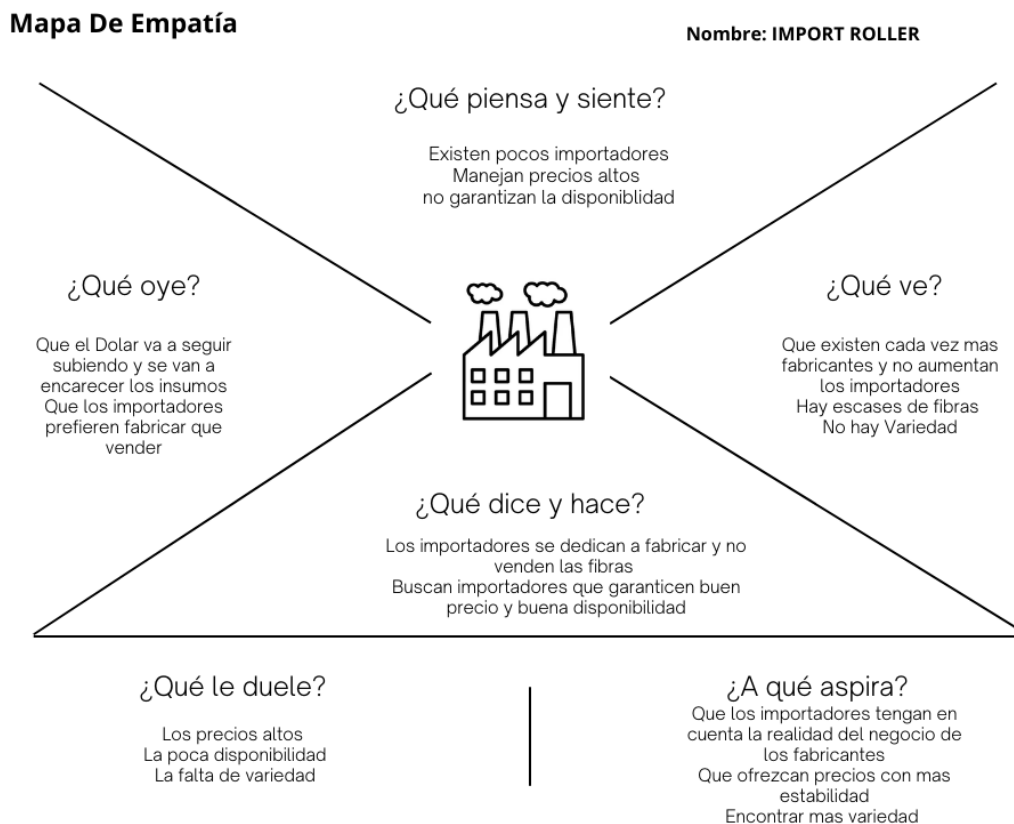 Mapa De Empatía
Nombre: IMPORT ROLLER
¿Qué piensa y siente?
Existen pocos importadores
Manejan precios altos
no garantizan la disponiblidad
¿Qué oye?
Que el Dolar va a seguir
subiendo y se van a
encarecer los insumos
Que los importadores
prefieren fabricar que
vender
¿Qué ve?
Que existen cada vez mas
fabricantes y no aumentan
los importadores
Hay escases de fibras
No hay Variedad
¿Qué dice y hace?
Los importadores se dedican a fabricar y no
venden las fibras
Buscan importadores que garanticen buen
precio y buena disponibilidad
¿Qué le duele?
Los precios altos
La poca disponibilidad
La falta de variedad
¿A qué aspira?
Que los importadores tengan en
cuenta la realidad del negocio de
los fabricantes
Que ofrezcan precios con mas
estabilidad
Encontrar mas variedad